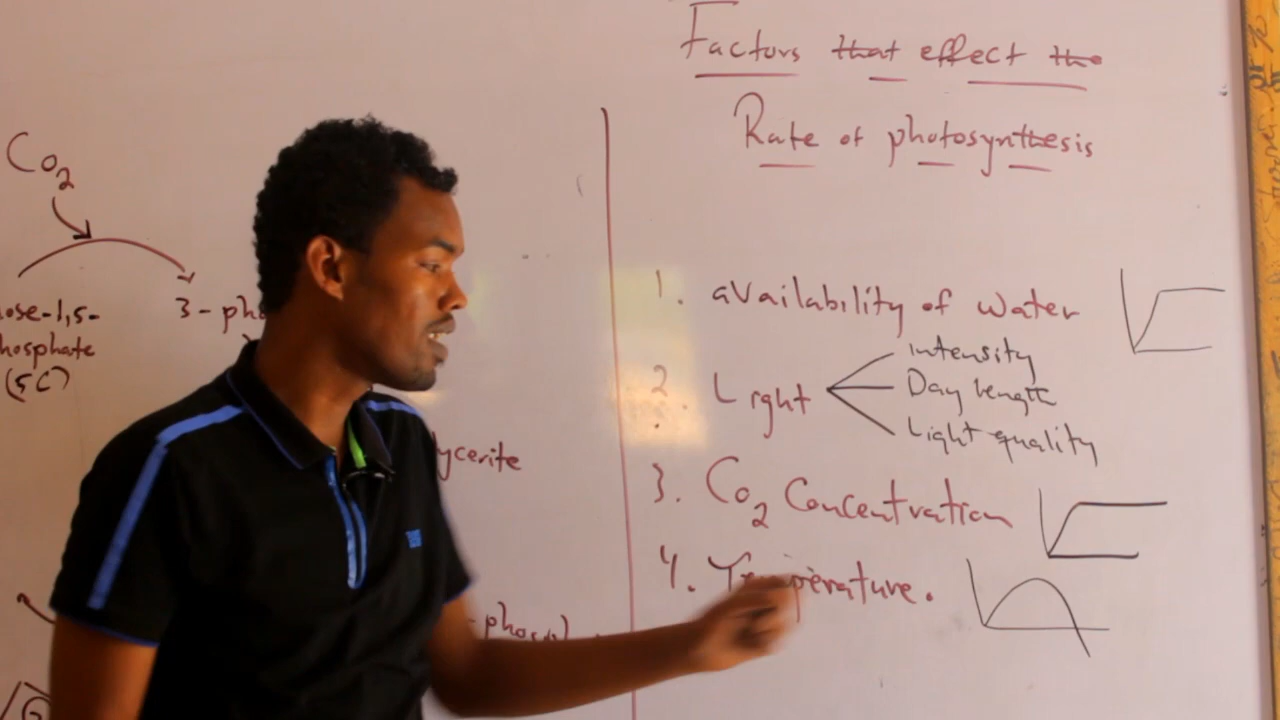 Factors that effect the
Rate of photosynthesis
Co2
ose-1,5-
hosphate
(5C)
3-pho
ycerite
-phosp
1. availability of water
2. Light
Intensity
Day length
Light quality
3. Co2 Concentration
4. Temperature.